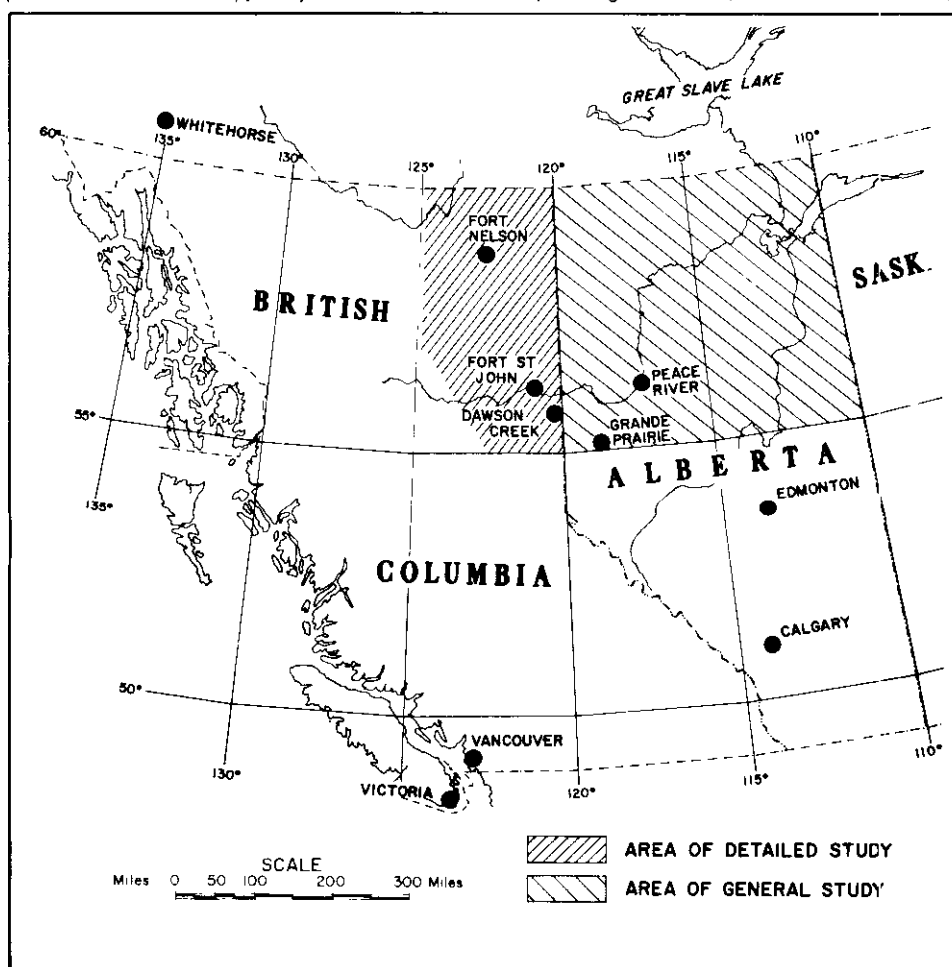 GREAT SLAVE LAKE
WHITEHORSE
60°
135°
130°
125°
120°
115°
110°
FORT
NELSON
SASK.
BRITISH
FORT ST
JOHN
PEACE
RIVER
DAWSON
CREEK
GRANDE
PRAIRIE
55°
ALBERTA
135°
EDMONTON
COLUMBIA
CALGARY
50°
VANCOUVER
130°
VICTORIA
120°
115°
110°
AREA OF DETAILED STUDY
SCALE
Miles 0 50 100 200 300 Miles
AREA OF GENERAL STUDY